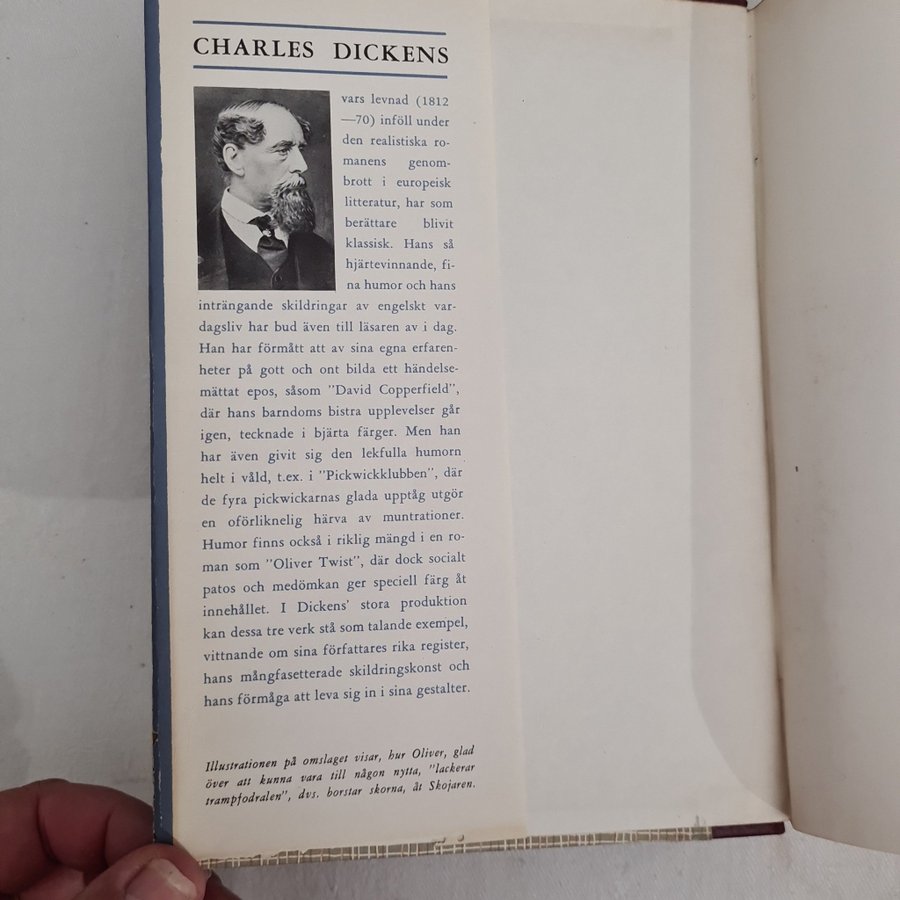 CHARLES DICKENS
vars levnad (1812
—70) inföll under
den realistiska ro-
manens genom-
brott i europeisk
litteratur, har som
berättare blivit
klassisk. Hans så
hjärtevinnande, fi-
na humor och hans
inträngande skildringar av engelskt var-
dagsliv har bud även till läsaren av i dag.
Han har förmått att av sina egna erfaren-
heter på gott och ont bilda ett händelse-
mättat epos, såsom "David Copperfield",
där hans barndoms bistra upplevelser går
igen, tecknade i bjärta färger. Men han
har även givit sig den lekfulla humorn
helt i våld, t.ex. i "Pickwickklubben", där
de fyra pickwickarnas glada upptåg utgör
en oförliknelig härva av muntrationer.
Humor finns också i riklig mängd i en ro-
man som "Oliver Twist", där dock socialt
patos och medömkan ger speciell färg åt
innehållet. I Dickens' stora produktion
kan dessa tre verk stå som talande exempel,
vittnande om sina författares rika register,
hans mångfasetterade skildringskonst och
hans förmåga att leva sig in i sina gestalter.
Illustrationen på omslaget visar, hur Oliver, glad
över att kunna vara till någon nytta, "lackerar
trampfodralen", dvs. borstar skorna, åt Skojaren.